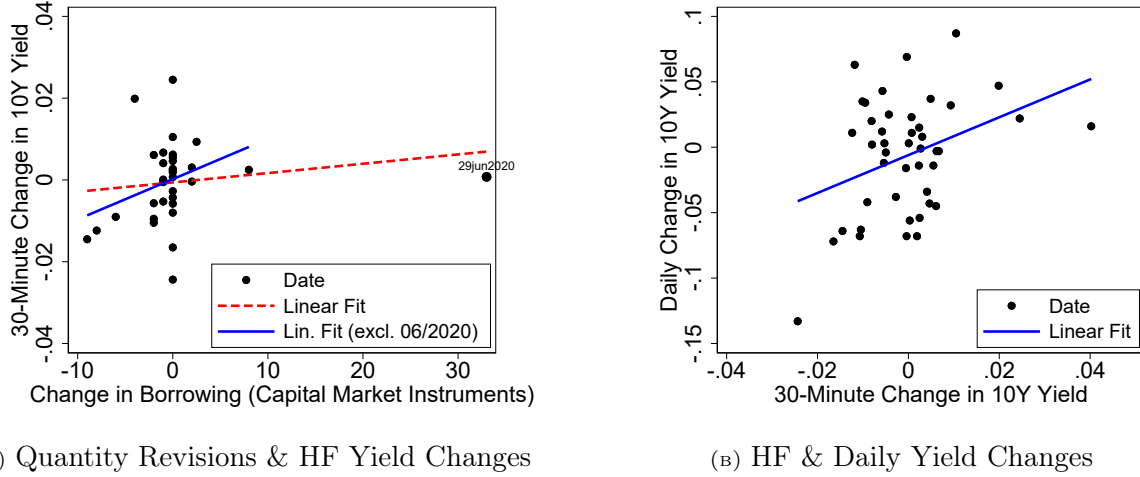 .04
.02
0
-.02
-.04
30-Minute Change in 10Y Yield
29jun2020
Date
Linear Fit
Lin. Fit (excl. 06/2020)
-10 0 10 20 30
Change in Borrowing (Capital Market Instruments)
) Quantity Revisions & HF Yield Changes
.1
.05
0
-.05
-.1
-.15
Daily Change in 10Y Yield
Date
Linear Fit
-.04 -.02 0 .02 .04
30-Minute Change in 10Y Yield
(B) HF & Daily Yield Changes